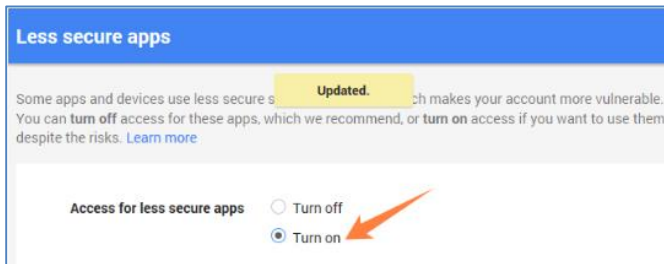 Less secure apps
Updated.
Some apps and devices use less secure s ch makes your account more vulnerable.
You can turn off access for these apps, which we recommend, or turn on access if you want to use them
despite the risks. Learn more
Access for less secure apps
Turn off
Turn on